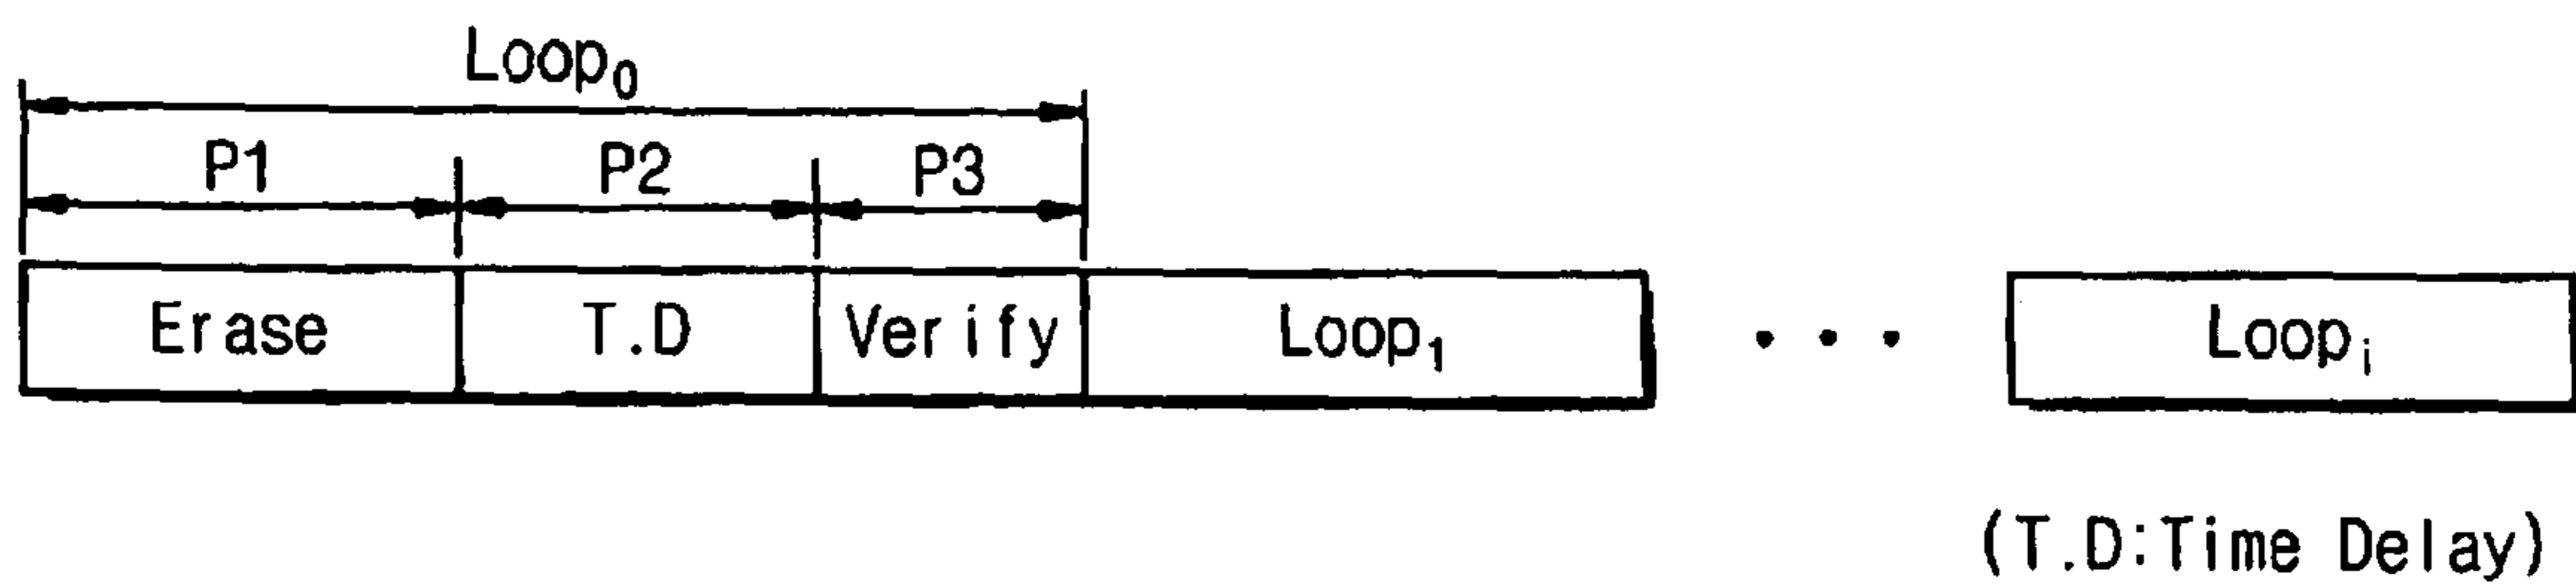 Loop₀
P1 P2 P3
Erase T.D Verify Loop₁ ... Loopᵢ
(T.D:Time Delay)